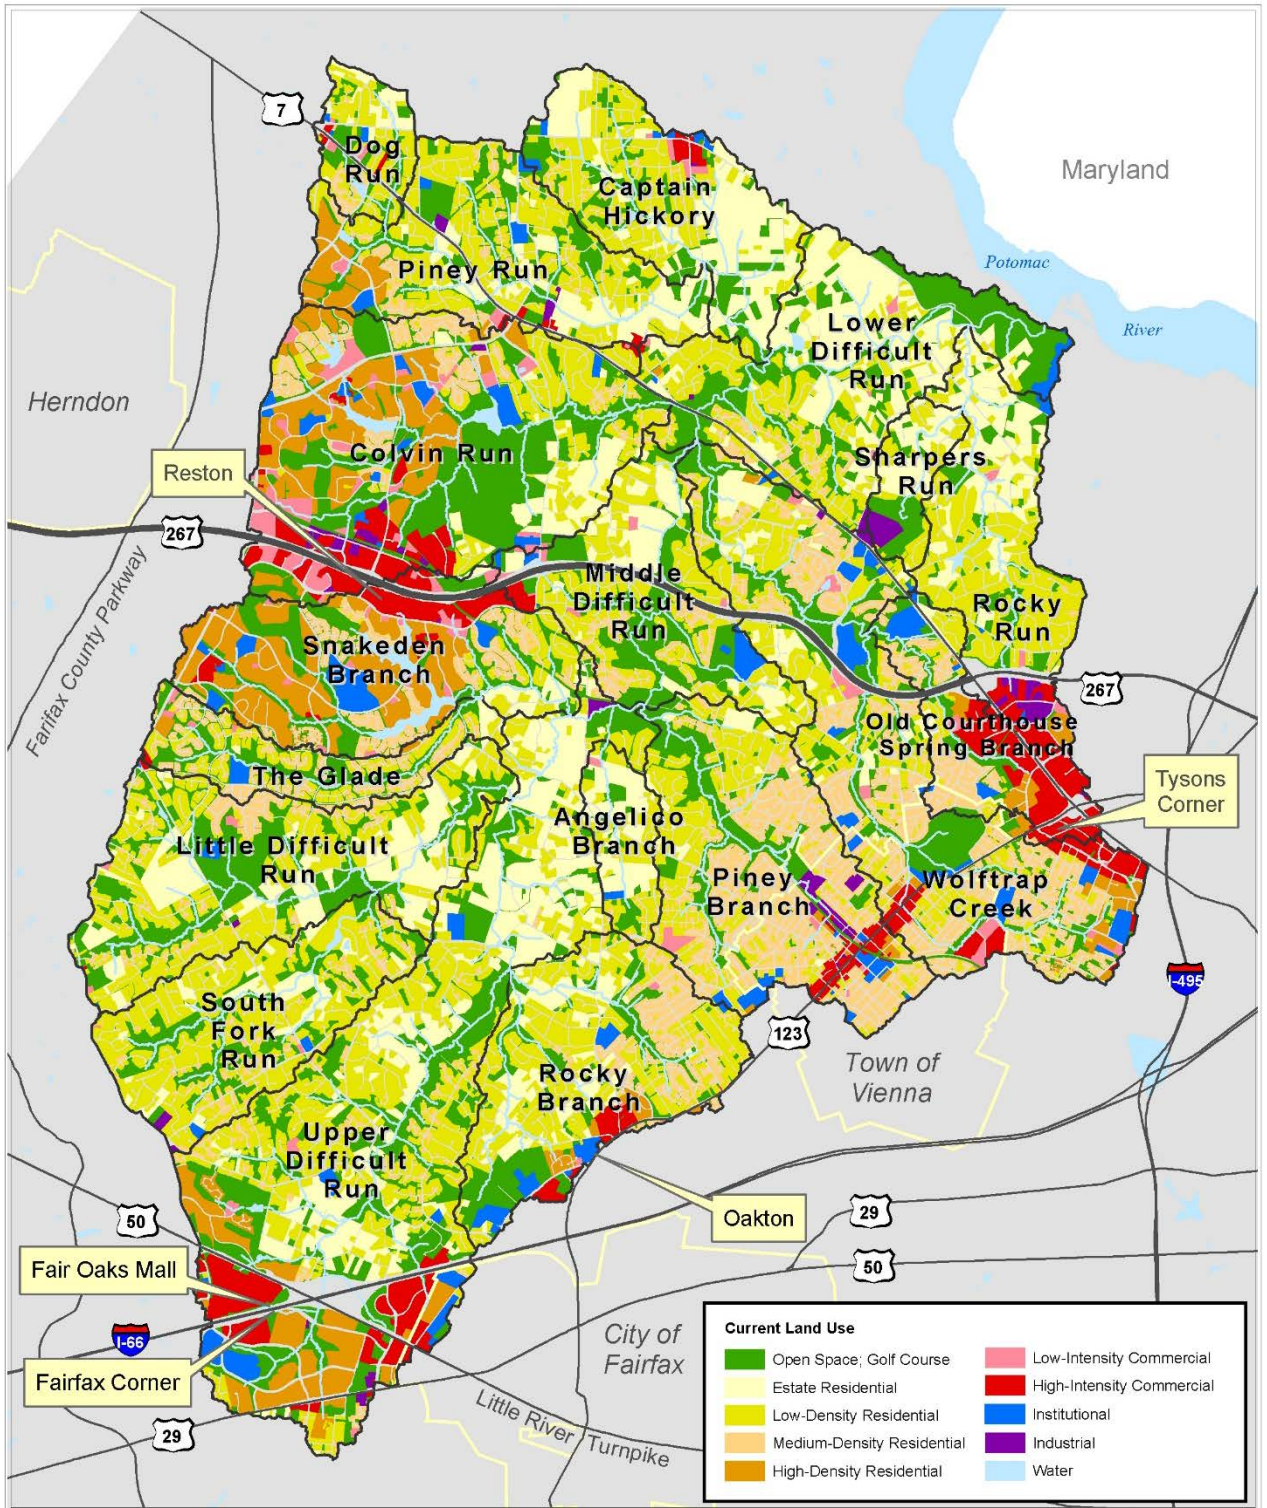 7
Dog
Run
Captain
Hickory
Maryland
Potomac
River
Piney Run
Lower
Difficult
Run
Herndon
Colvin Run
Sharpers
Run
Reston
267
Middle
Difficult
Run
Rocky
Run
Fairfax County Parkway
Snakeden
Branch
267
Old Courthouse
Spring Branch
The Glade
Tysons
Corner
Angelico
Branch
Little Difficult
Run
Piney
Branch
Wolftrap
Creek
I-495
South
Fork
Run
123
Town of
Vienna
Rocky
Branch
Upper
Difficult
Run
50
Oakton
29
50
Fair Oaks Mall
I-66
City of
Fairfax
Fairfax Corner
29
Little River Turnpike
Current Land Use
Open Space; Golf Course
Estate Residential
Low-Density Residential
Medium-Density Residential
High-Density Residential
Low-Intensity Commercial
High-Intensity Commercial
Institutional
Industrial
Water